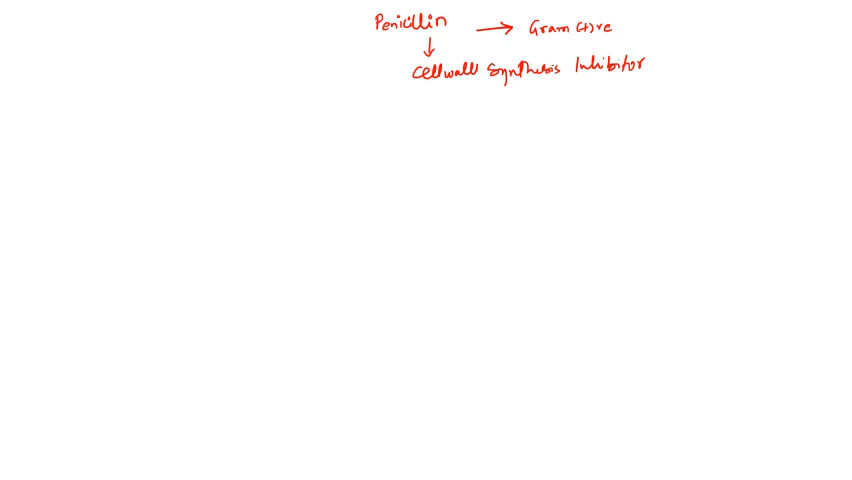 Penicillin → Gram (+)ve
↓
Cellwall Synthesis Inhibitor